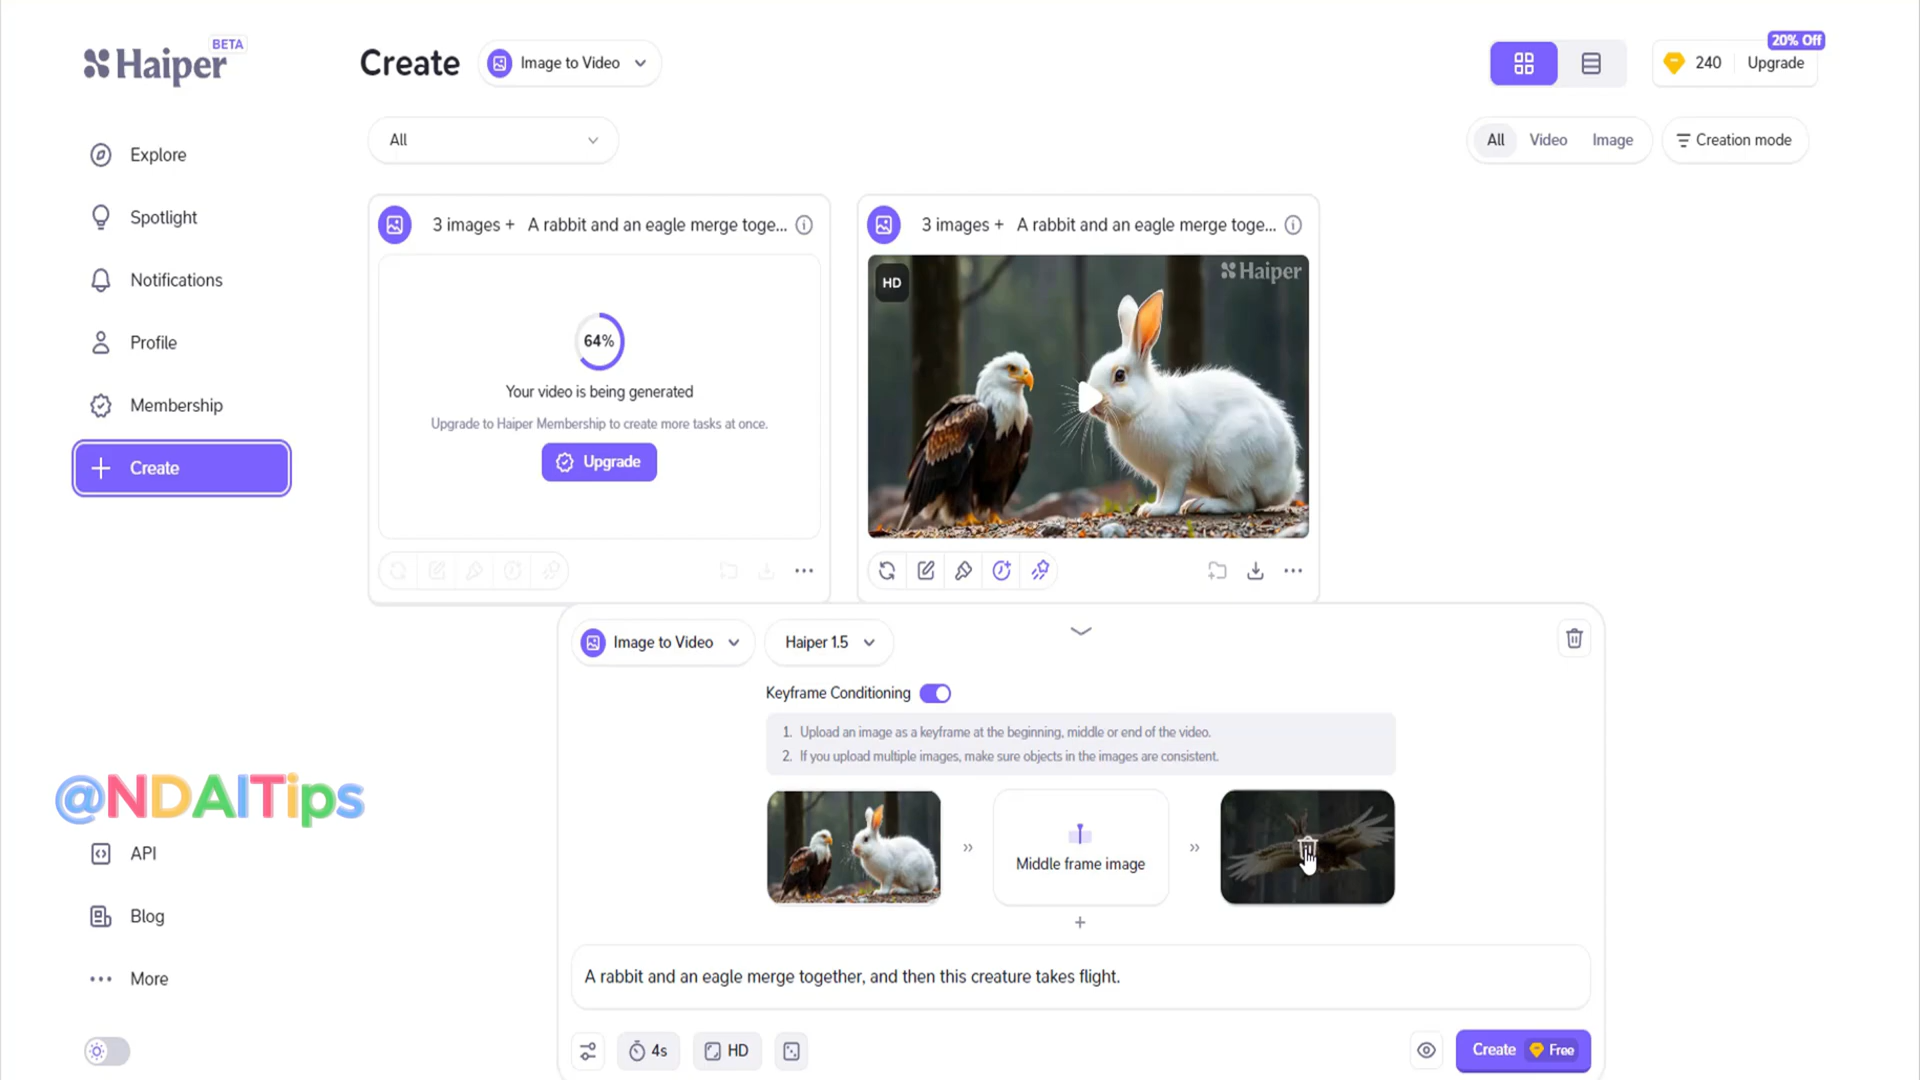 Haiper
BETA
Create
Image to Video
20% Off
240
Upgrade
All
All
Video
Image
Creation mode
Explore
Spotlight
Notifications
Profile
Membership
Create
3 images + A rabbit and an eagle merge toge...
64%
Your video is being generated
Upgrade to Haiper Membership to create more tasks at once.
Upgrade
3 images + A rabbit and an eagle merge toge...
HD
Haiper
Image to Video
Haiper 1.5
Keyframe Conditioning
1. Upload an image as a keyframe at the beginning, middle or end of the video.
2. If you upload multiple images, make sure objects in the images are consistent.
Middle frame image
+
@NDAITips
API
Blog
More
A rabbit and an eagle merge together, and then this creature takes flight.
4s
HD
Create
Free